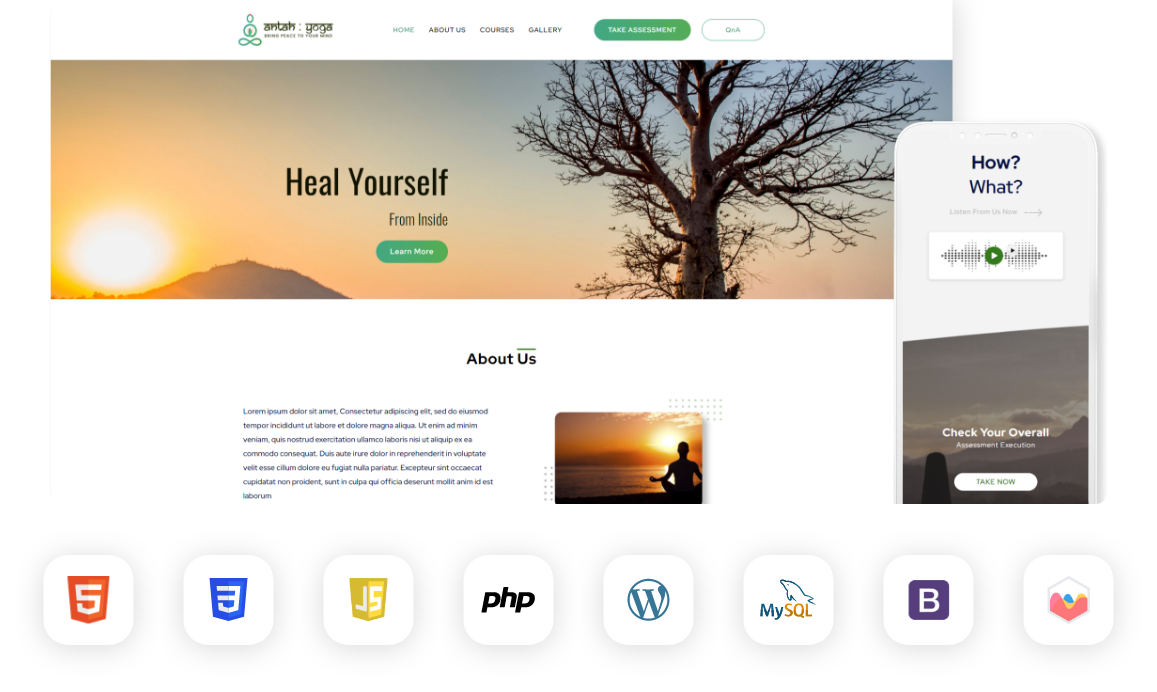 antah : yoga
BRING PEACE TO YOUR MIND
HOME ABOUT US COURSES GALLERY TAKE ASSESSMENT QnA
Heal Yourself
From Inside
Learn More
How?
What?
Listen From Us Now
About Us
Lorem ipsum dolor sit amet, Consectetur adipiscing elit, sed do eiusmod
tempor incididunt ut labore et dolore magna aliqua. Ut enim ad minim
veniam, quis nostrud exercitation ullamco laboris nisi ut aliquip ex ea
commodo consequat. Duis aute irure dolor in reprehenderit in voluptate
velit esse cillum dolore eu fugiat nulla pariatur. Excepteur sint occaecat
cupidatat non proident, sunt in culpa qui officia deserunt mollit anim id est
laborum
Check Your Overall
Assessment Execution
TAKE NOW
5 3 JS php W MySQL B